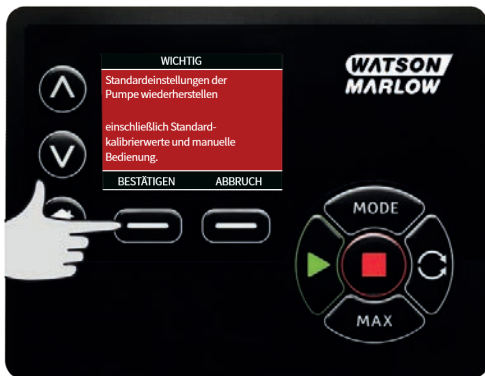 WICHTIG
Standardeinstellungen der
Pumpe wiederherstellen
einschließlich Standard-
kalibrierwerte und manuelle
Bedienung.
BESTÄTIGEN ABBRUCH
WATSON
MARLOW
MODE
MAX